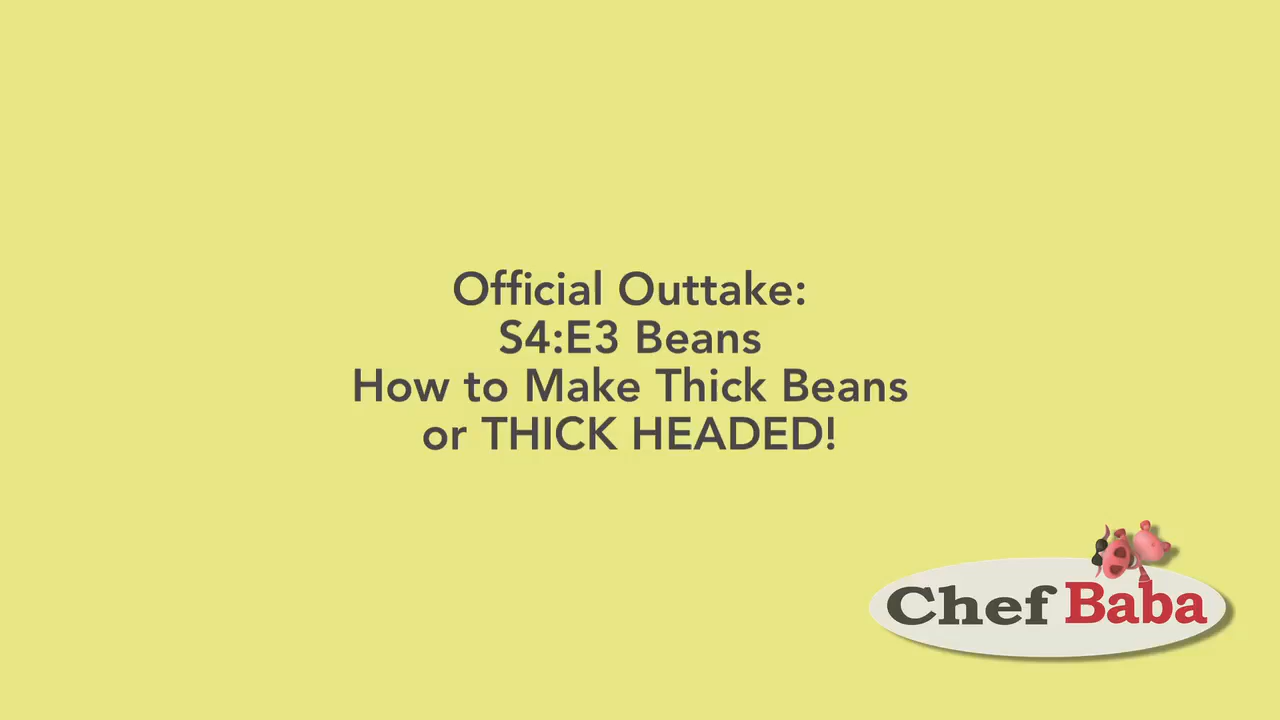 Official Outtake:
S4:E3 Beans
How to Make Thick Beans
or THICK HEADED!
Chef Baba